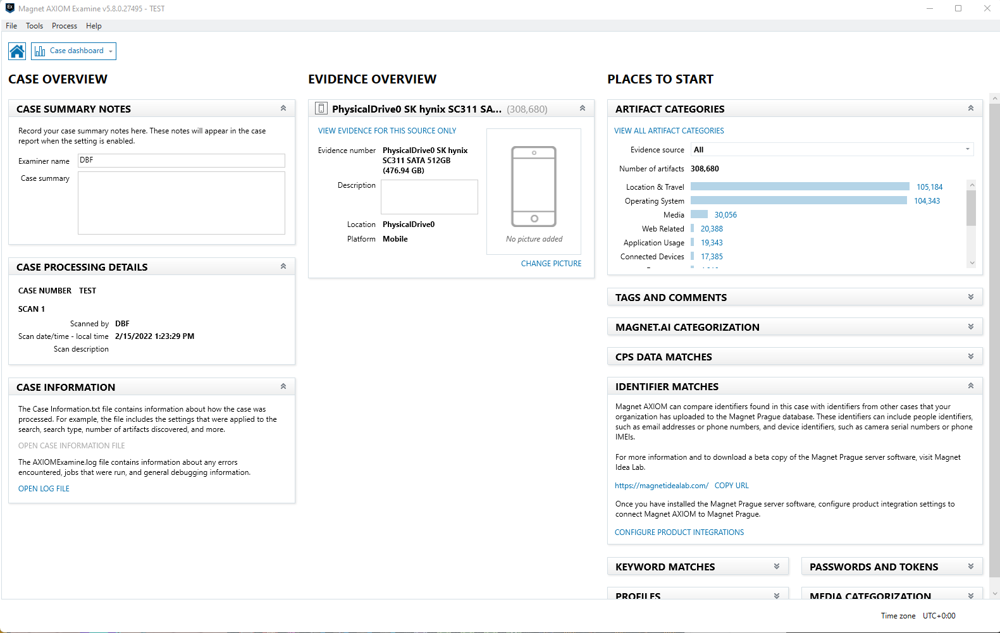 Magnet AXIOM Examine v5.8.0.27495 - TEST
File Tools Process Help
Case dashboard
CASE OVERVIEW
CASE SUMMARY NOTES
Record your case summary notes here. These notes will appear in the case
report when the setting is enabled.
Examiner name DBF
Case summary
CASE PROCESSING DETAILS
CASE NUMBER TEST
SCAN 1
Scanned by DBF
Scan date/time - local time 2/15/2022 1:23:29 PM
Scan description
CASE INFORMATION
The Case Information.txt file contains information about how the case was
processed. For example, the file includes the settings that were applied to the
search, search type, number of artifacts discovered, and more.
OPEN CASE INFORMATION FILE
The AXIOMExamine.log file contains information about any errors
encountered, jobs that were run, and general debugging information.
OPEN LOG FILE
EVIDENCE OVERVIEW
PhysicalDrive0 SK hynix SC311 SA... (308,680)
VIEW EVIDENCE FOR THIS SOURCE ONLY
Evidence number PhysicalDrive0 SK hynix
SC311 SATA 512GB
(476.94 GB)
Description
Location PhysicalDrive0
Platform Mobile
No picture added
CHANGE PICTURE
PLACES TO START
ARTIFACT CATEGORIES
VIEW ALL ARTIFACT CATEGORIES
Evidence source All
Number of artifacts 308,680
Location & Travel 105,184
Operating System 104,343
Media 30,056
Web Related 20,388
Application Usage 19,343
Connected Devices 17,385
TAGS AND COMMENTS
MAGNET.AI CATEGORIZATION
CPS DATA MATCHES
IDENTIFIER MATCHES
Magnet AXIOM can compare identifiers found in this case with identifiers from other cases that your
organization has uploaded to the Magnet Prague database. These identifiers can include people identifiers,
such as email addresses or phone numbers, and device identifiers, such as camera serial numbers or phone
IMEIs.
For more information and to download a beta copy of the Magnet Prague server software, visit Magnet
Idea Lab.
https://magnetidealab.com/ COPY URL
Once you have installed the Magnet Prague server software, configure product integration settings to
connect Magnet AXIOM to Magnet Prague.
CONFIGURE PRODUCT INTEGRATIONS
KEYWORD MATCHES
PASSWORDS AND TOKENS
PROFILES
MEDIA CATEGORIZATION
Time zone UTC+0:00